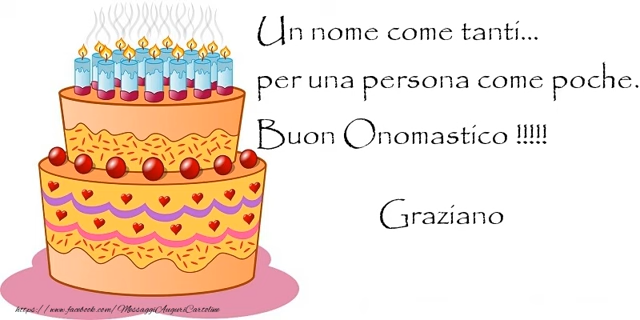 Un nome come tanti...
per una persona come poche.
Buon Onomastico !!!!!
Graziano
https://www.facebook.com/MessaggiAuguriCartoline